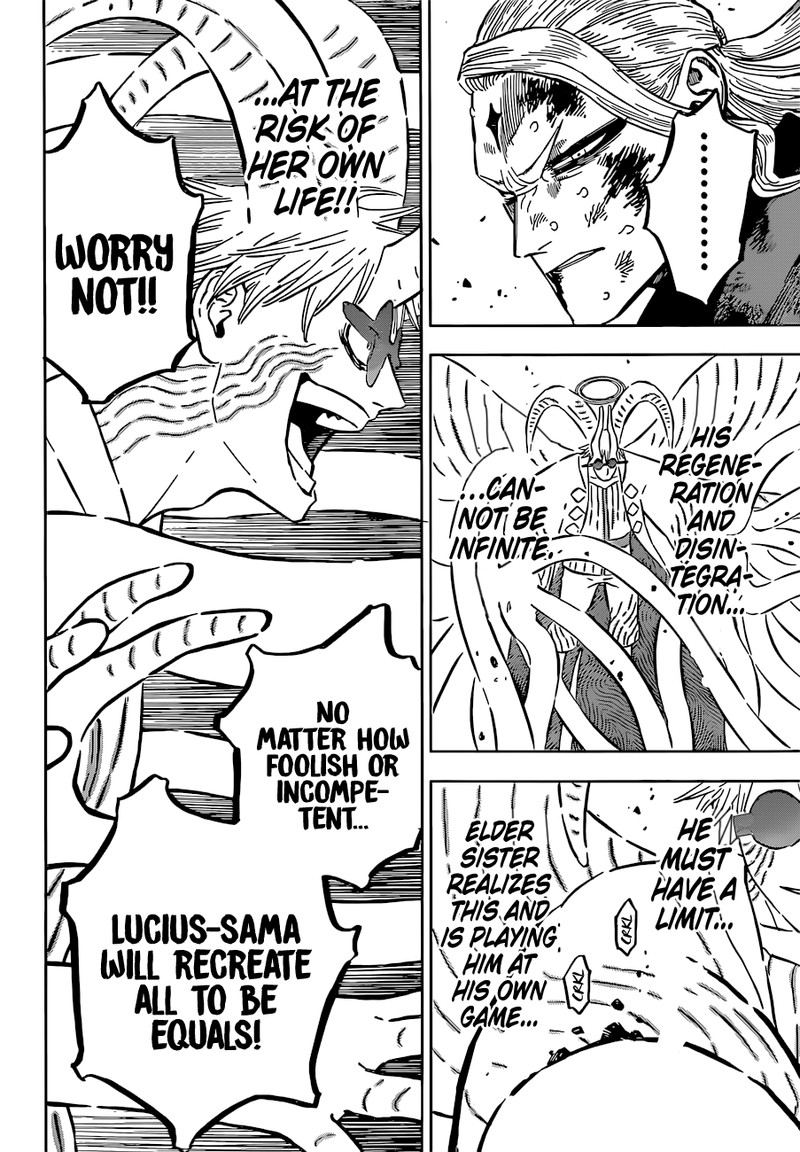 ........
HIS
REGENE-
RATION
AND
DISIN-
TEGRA-
TION...
...CAN-
NOT BE
INFINITE.
HE
MUST
HAVE A
LIMIT...
CRKL
CRKL
ELDER
SISTER
REALIZES
THIS AND
IS PLAYING
HIM AT
HIS OWN
GAME...
...AT THE
RISK OF
HER OWN
LIFE!!
WORRY
NOT!!
NO
MATTER HOW
FOOLISH OR
INCOMPE-
TENT...
LUCIUS-SAMA
WILL RECREATE
ALL TO BE
EQUALS!